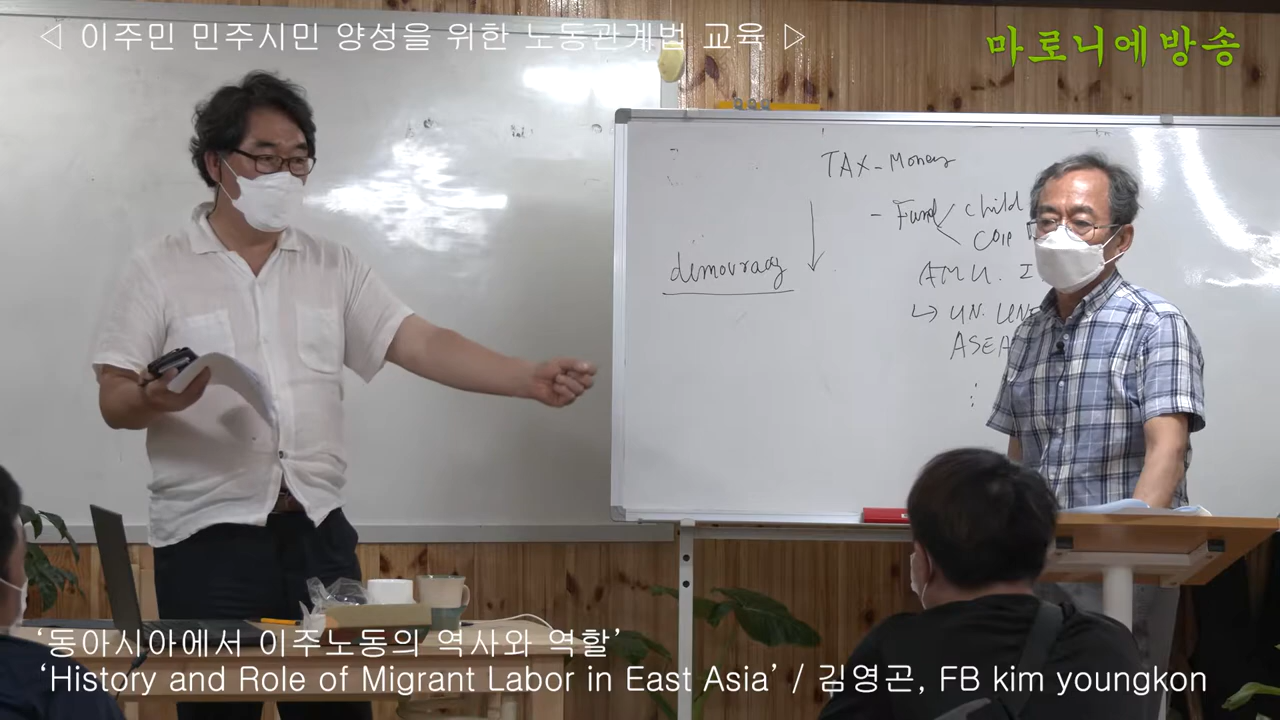 ◁ 이주민 민주시민 양성을 위한 노동관계법 교육 ▷
마로니에방송
TAX-Money
- Fund child
democracy
AMU. I
↳ UN. UN
ASEA
:
‘동아시아에서 이주노동의 역사와 역할’
‘History and Role of Migrant Labor in East Asia’ / 김영곤, FB kim youngkon